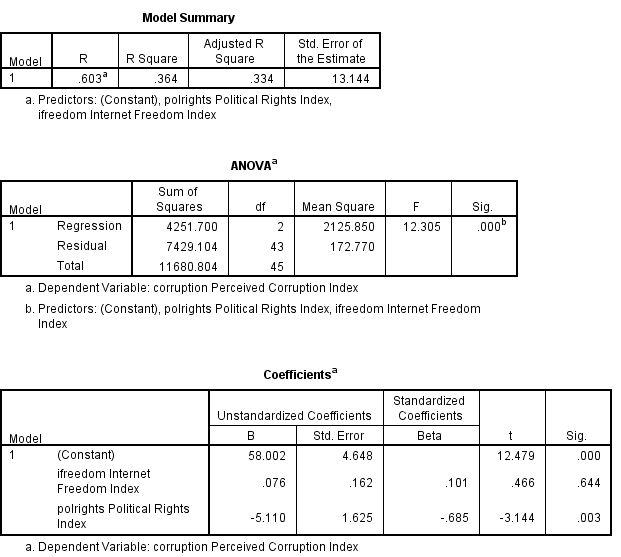 Model Summary
Model R R Square Adjusted R Square Std. Error of the Estimate
1 .603a .364 .334 13.144
a. Predictors: (Constant), polrights Political Rights Index,
ifreedom Internet Freedom Index
ANOVAa
Model Sum of Squares df Mean Square F Sig.
1 Regression 4251.700 2 2125.850 12.305 .000b
Residual 7429.104 43 172.770
Total 11680.804 45
a. Dependent Variable: corruption Perceived Corruption Index
b. Predictors: (Constant), polrights Political Rights Index, ifreedom Internet Freedom
Index
Coefficientsa
Unstandardized Coefficients Standardized Coefficients
Model B Std. Error Beta t Sig.
1 (Constant) 58.002 4.648 12.479 .000
ifreedom Internet Freedom Index .076 .162 .101 .466 .644
polrights Political Rights Index -5.110 1.625 -.685 -3.144 .003
a. Dependent Variable: corruption Perceived Corruption Index